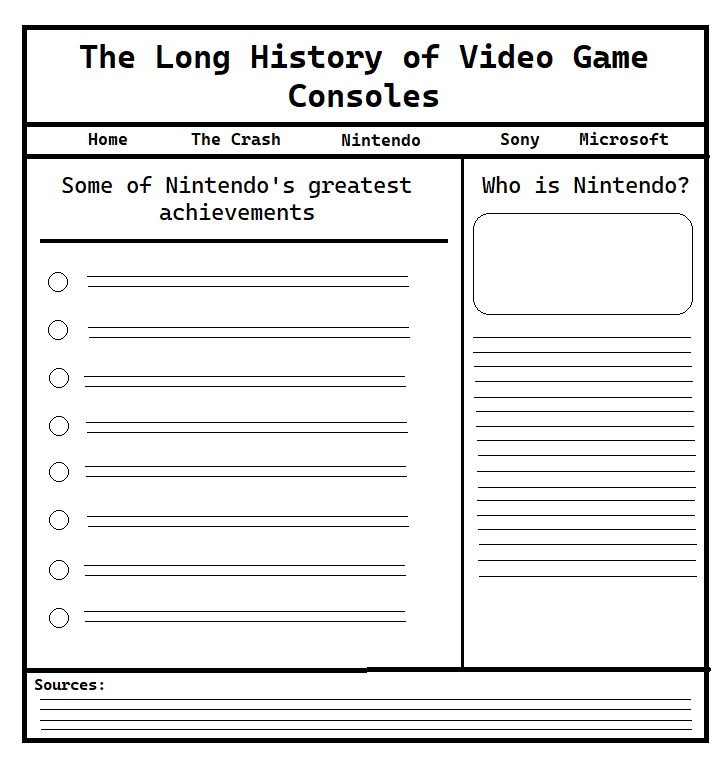 The Long History of Video Game
Consoles
Home The Crash Nintendo Sony Microsoft
Some of Nintendo's greatest
achievements
Who is Nintendo?
Sources: